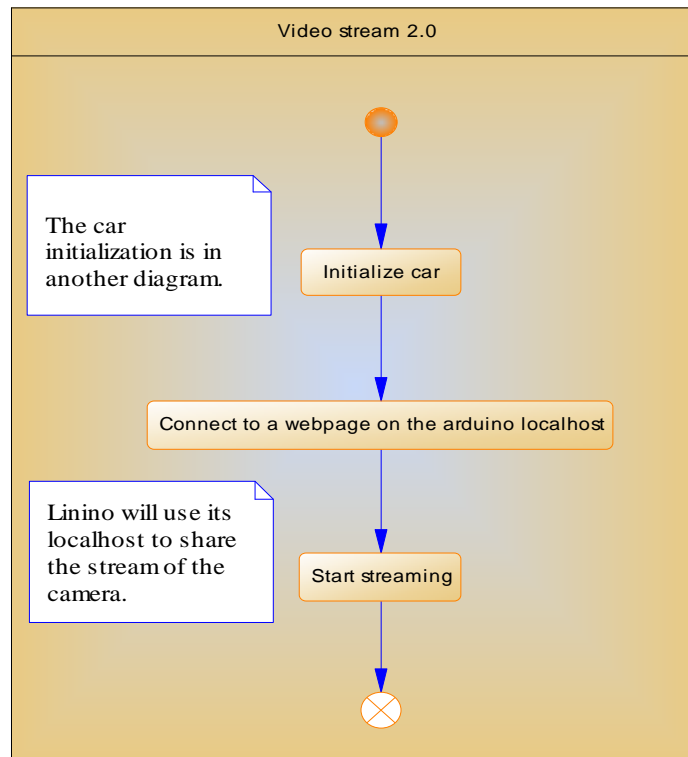 Video stream 2.0
The car
initialization is in
another diagram.
Initialize car
Connect to a webpage on the arduino localhost
Linino will use its
localhost to share
the stream of the
camera.
Start streaming